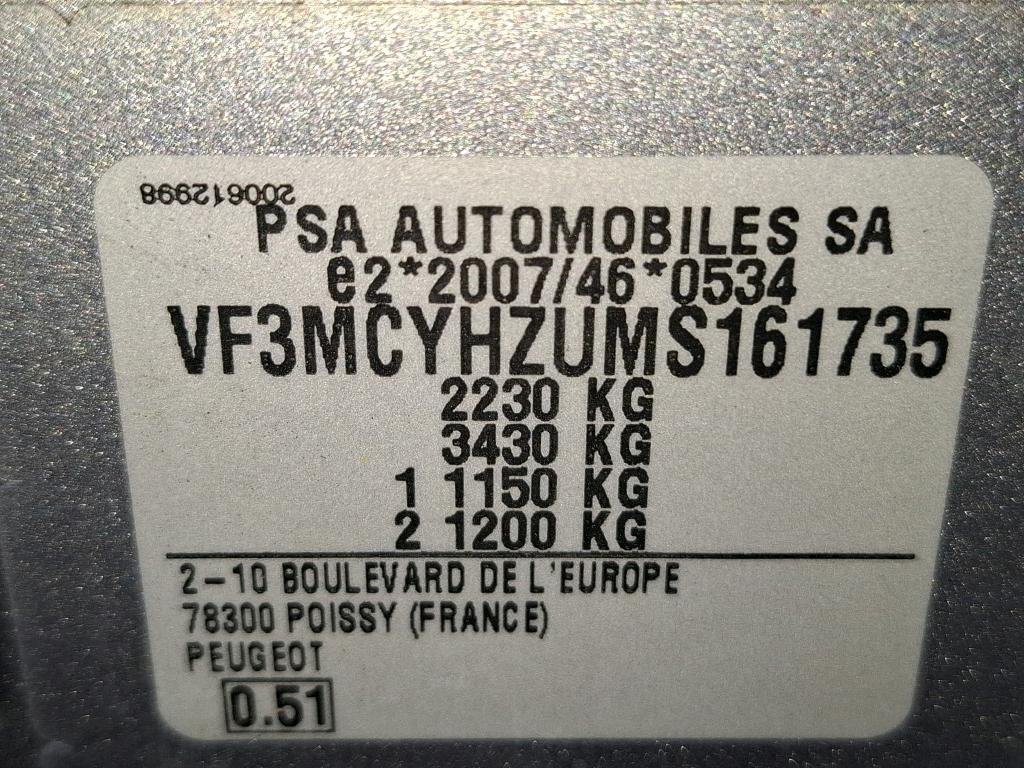 200612998
PSA AUTOMOBILES SA
e2*2007/46*0534
VF3MCYHZUMS161735
2230 KG
3430 KG
1 1150 KG
2 1200 KG
2-10 BOULEVARD DE L'EUROPE
78300 POISSY (FRANCE)
PEUGEOT
0.51